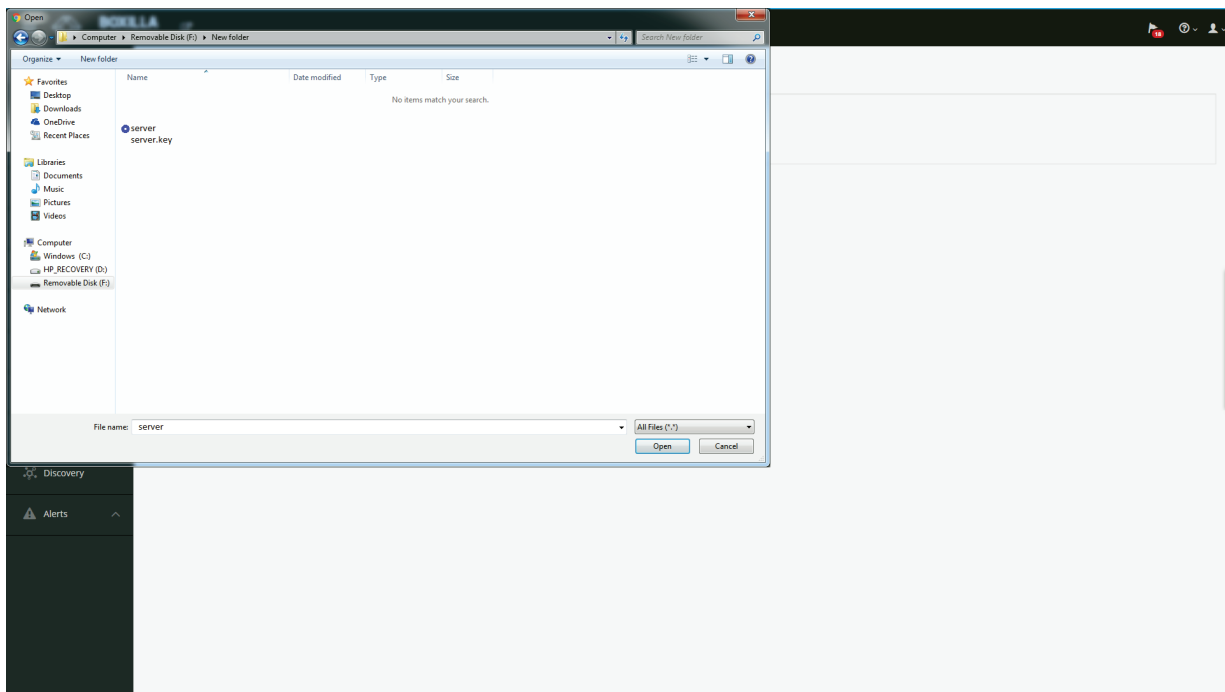 Open
BOXILLA
Computer Removable Disk (F:) New folder
Search New folder
18
Organize New folder
Name Date modified Type Size
No items match your search.
Favorites
Desktop
Downloads
OneDrive
Recent Places
Libraries
Documents
Music
Pictures
Videos
Computer
Windows (C:)
HP_RECOVERY (D:)
Removable Disk (F:)
Network
server
server.key
File name: server
All Files (*.*)
Open Cancel
Discovery
Alerts